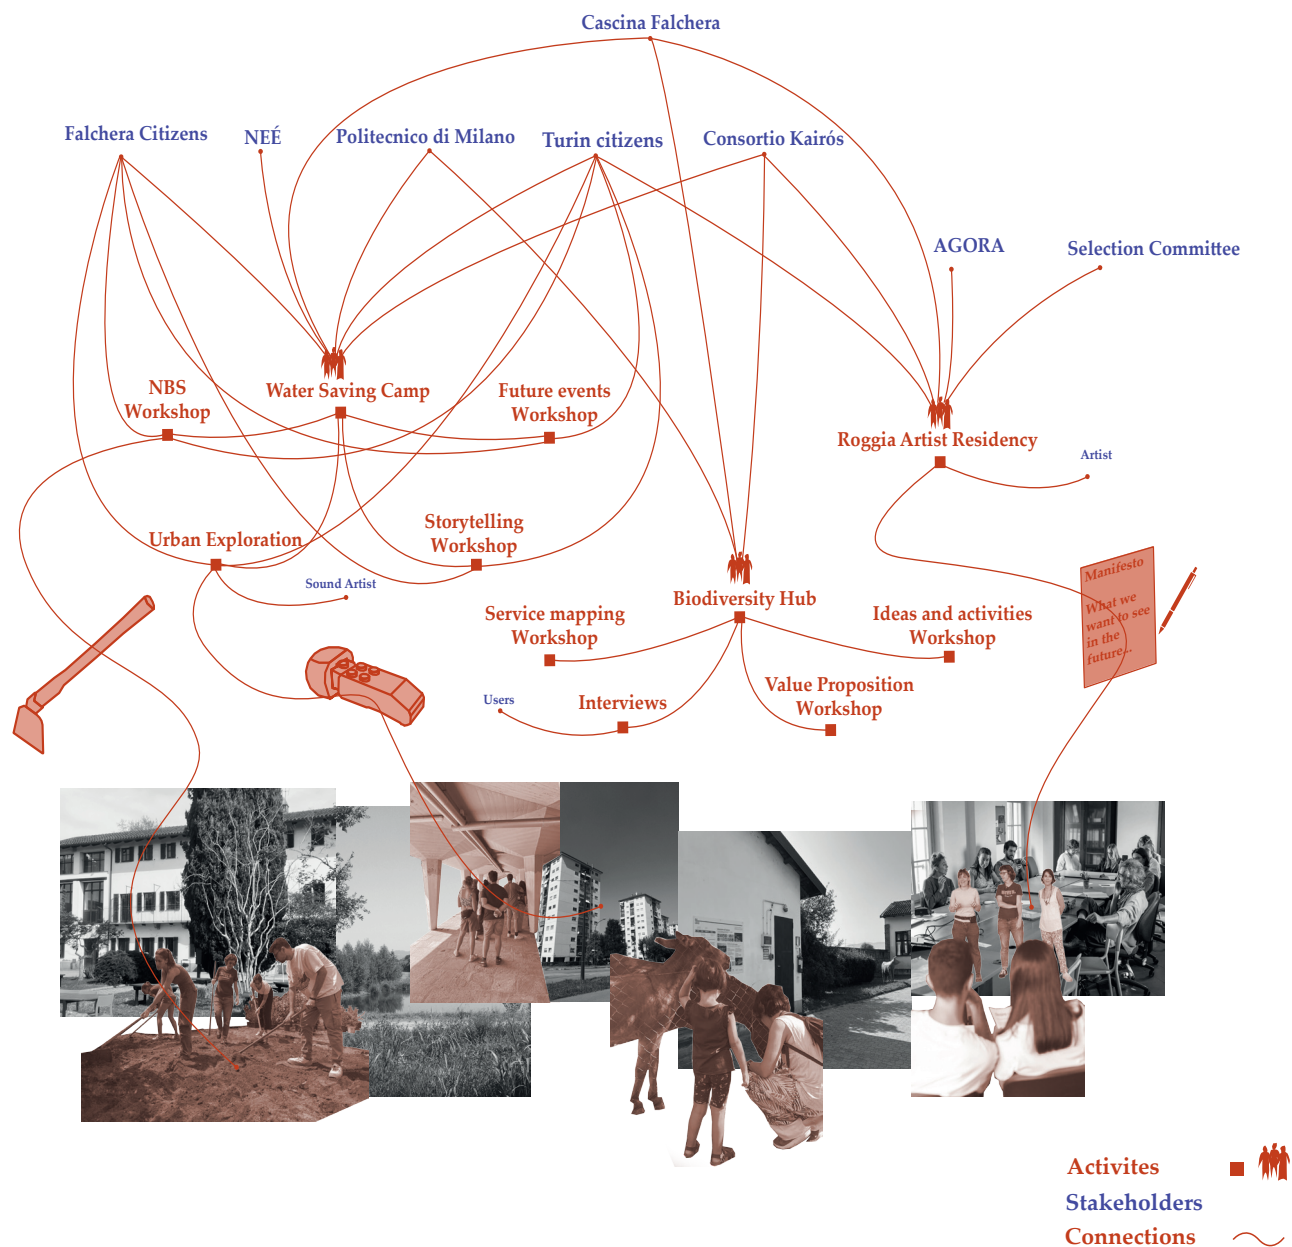 Cascina Falchera
Falchera Citizens
NEÉ
Politecnico di Milano
Turin citizens
Consortio Kairós
AGORA
Selection Committee
NBS
Workshop
Water Saving Camp
Future events
Workshop
Roggia Artist Residency
Artist
Urban Exploration
Storytelling
Workshop
Sound Artist
Manifesto
What we
want to see
in the
future...
Biodiversity Hub
Service mapping
Workshop
Ideas and activities
Workshop
Users
Interviews
Value Proposition
Workshop
Activites
Stakeholders
Connections